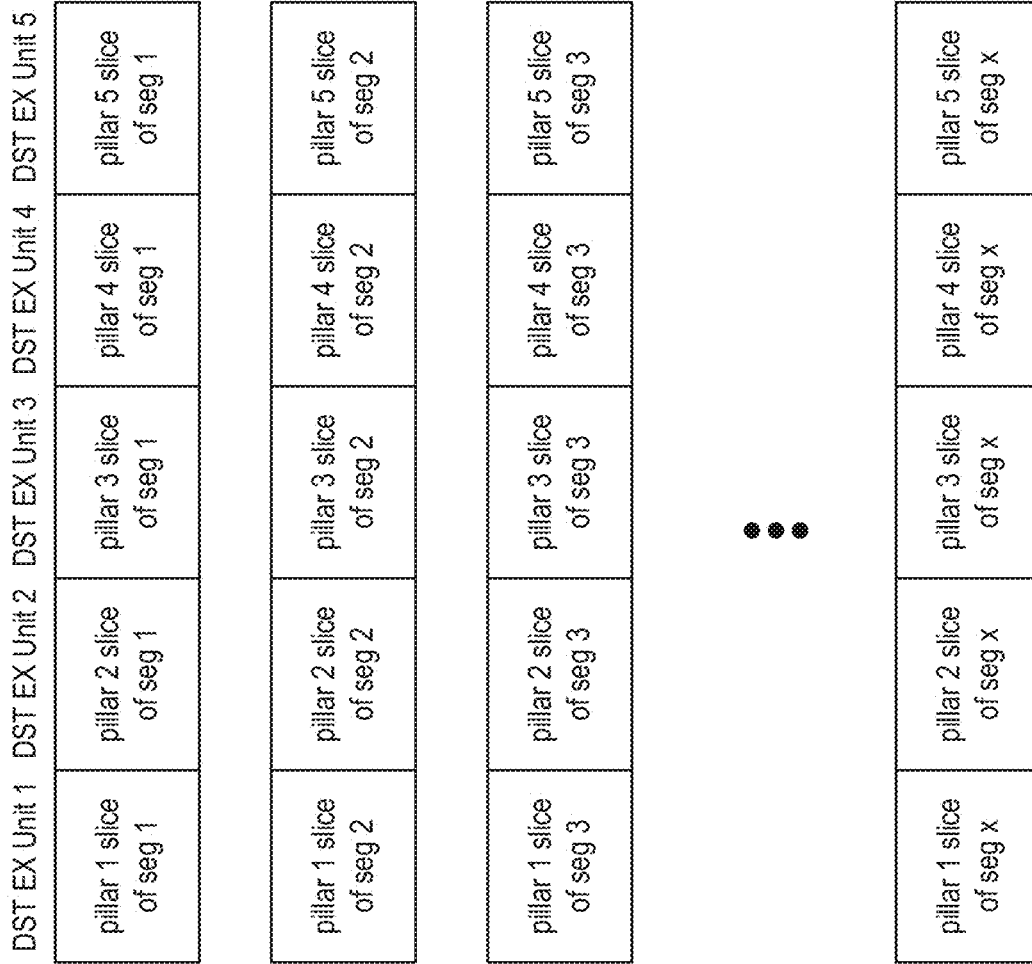 DST EX Unit 1 DST EX Unit 2 DST EX Unit 3 DST EX Unit 4 DST EX Unit 5
pillar 1 slice
of seg 1
pillar 2 slice
of seg 1
pillar 3 slice
of seg 1
pillar 4 slice
of seg 1
pillar 5 slice
of seg 1
pillar 1 slice
of seg 2
pillar 2 slice
of seg 2
pillar 3 slice
of seg 2
pillar 4 slice
of seg 2
pillar 5 slice
of seg 2
pillar 1 slice
of seg 3
pillar 2 slice
of seg 3
pillar 3 slice
of seg 3
pillar 4 slice
of seg 3
pillar 5 slice
of seg 3
pillar 1 slice
of seg x
pillar 2 slice
of seg x
pillar 3 slice
of seg x
pillar 4 slice
of seg x
pillar 5 slice
of seg x